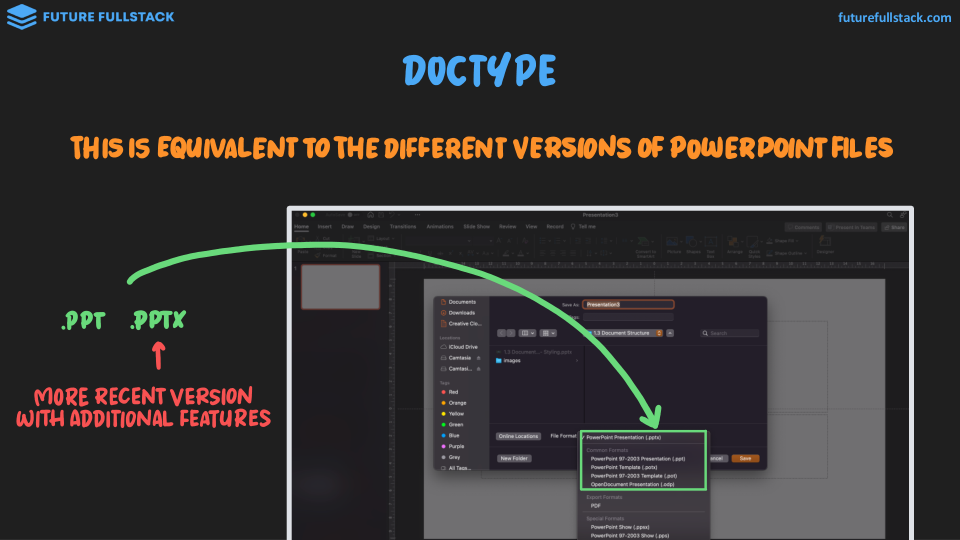 FUTURE FULLSTACK
futurefullstack.com
DOCTYPE
THIS IS EQUIVALENT TO THE DIFFERENT VERSIONS OF POWERPOINT FILES
.PPT .PPTX
MORE RECENT VERSION
WITH ADDITIONAL FEATURES
Presentation3
Home Insert Draw Design Transitions Animations Slide Show Review View Record Tell me
Comments Present in Teams Share
Documents
Downloads
Creative Clo...
Locations
iCloud Drive
Camtasia
Camtasi...
Tags
Red
Orange
Yellow
Green
Blue
Purple
Grey
All Tags...
Save As: Presentation3
1.3 Document Structure
Search
1.3 Document... - Styling.pptx
Images
Online Locations
File Format
PowerPoint Presentation (.pptx)
Common Formats
PowerPoint 97-2003 Presentation (.ppt)
PowerPoint Template (.potx)
PowerPoint 97-2003 Template (.pot)
OpenDocument Presentation (.odp)
Export Formats
PDF
Special Formats
PowerPoint Show (.ppsx)
PowerPoint 97-2003 Show (.pps)
New Folder
ancel
Save